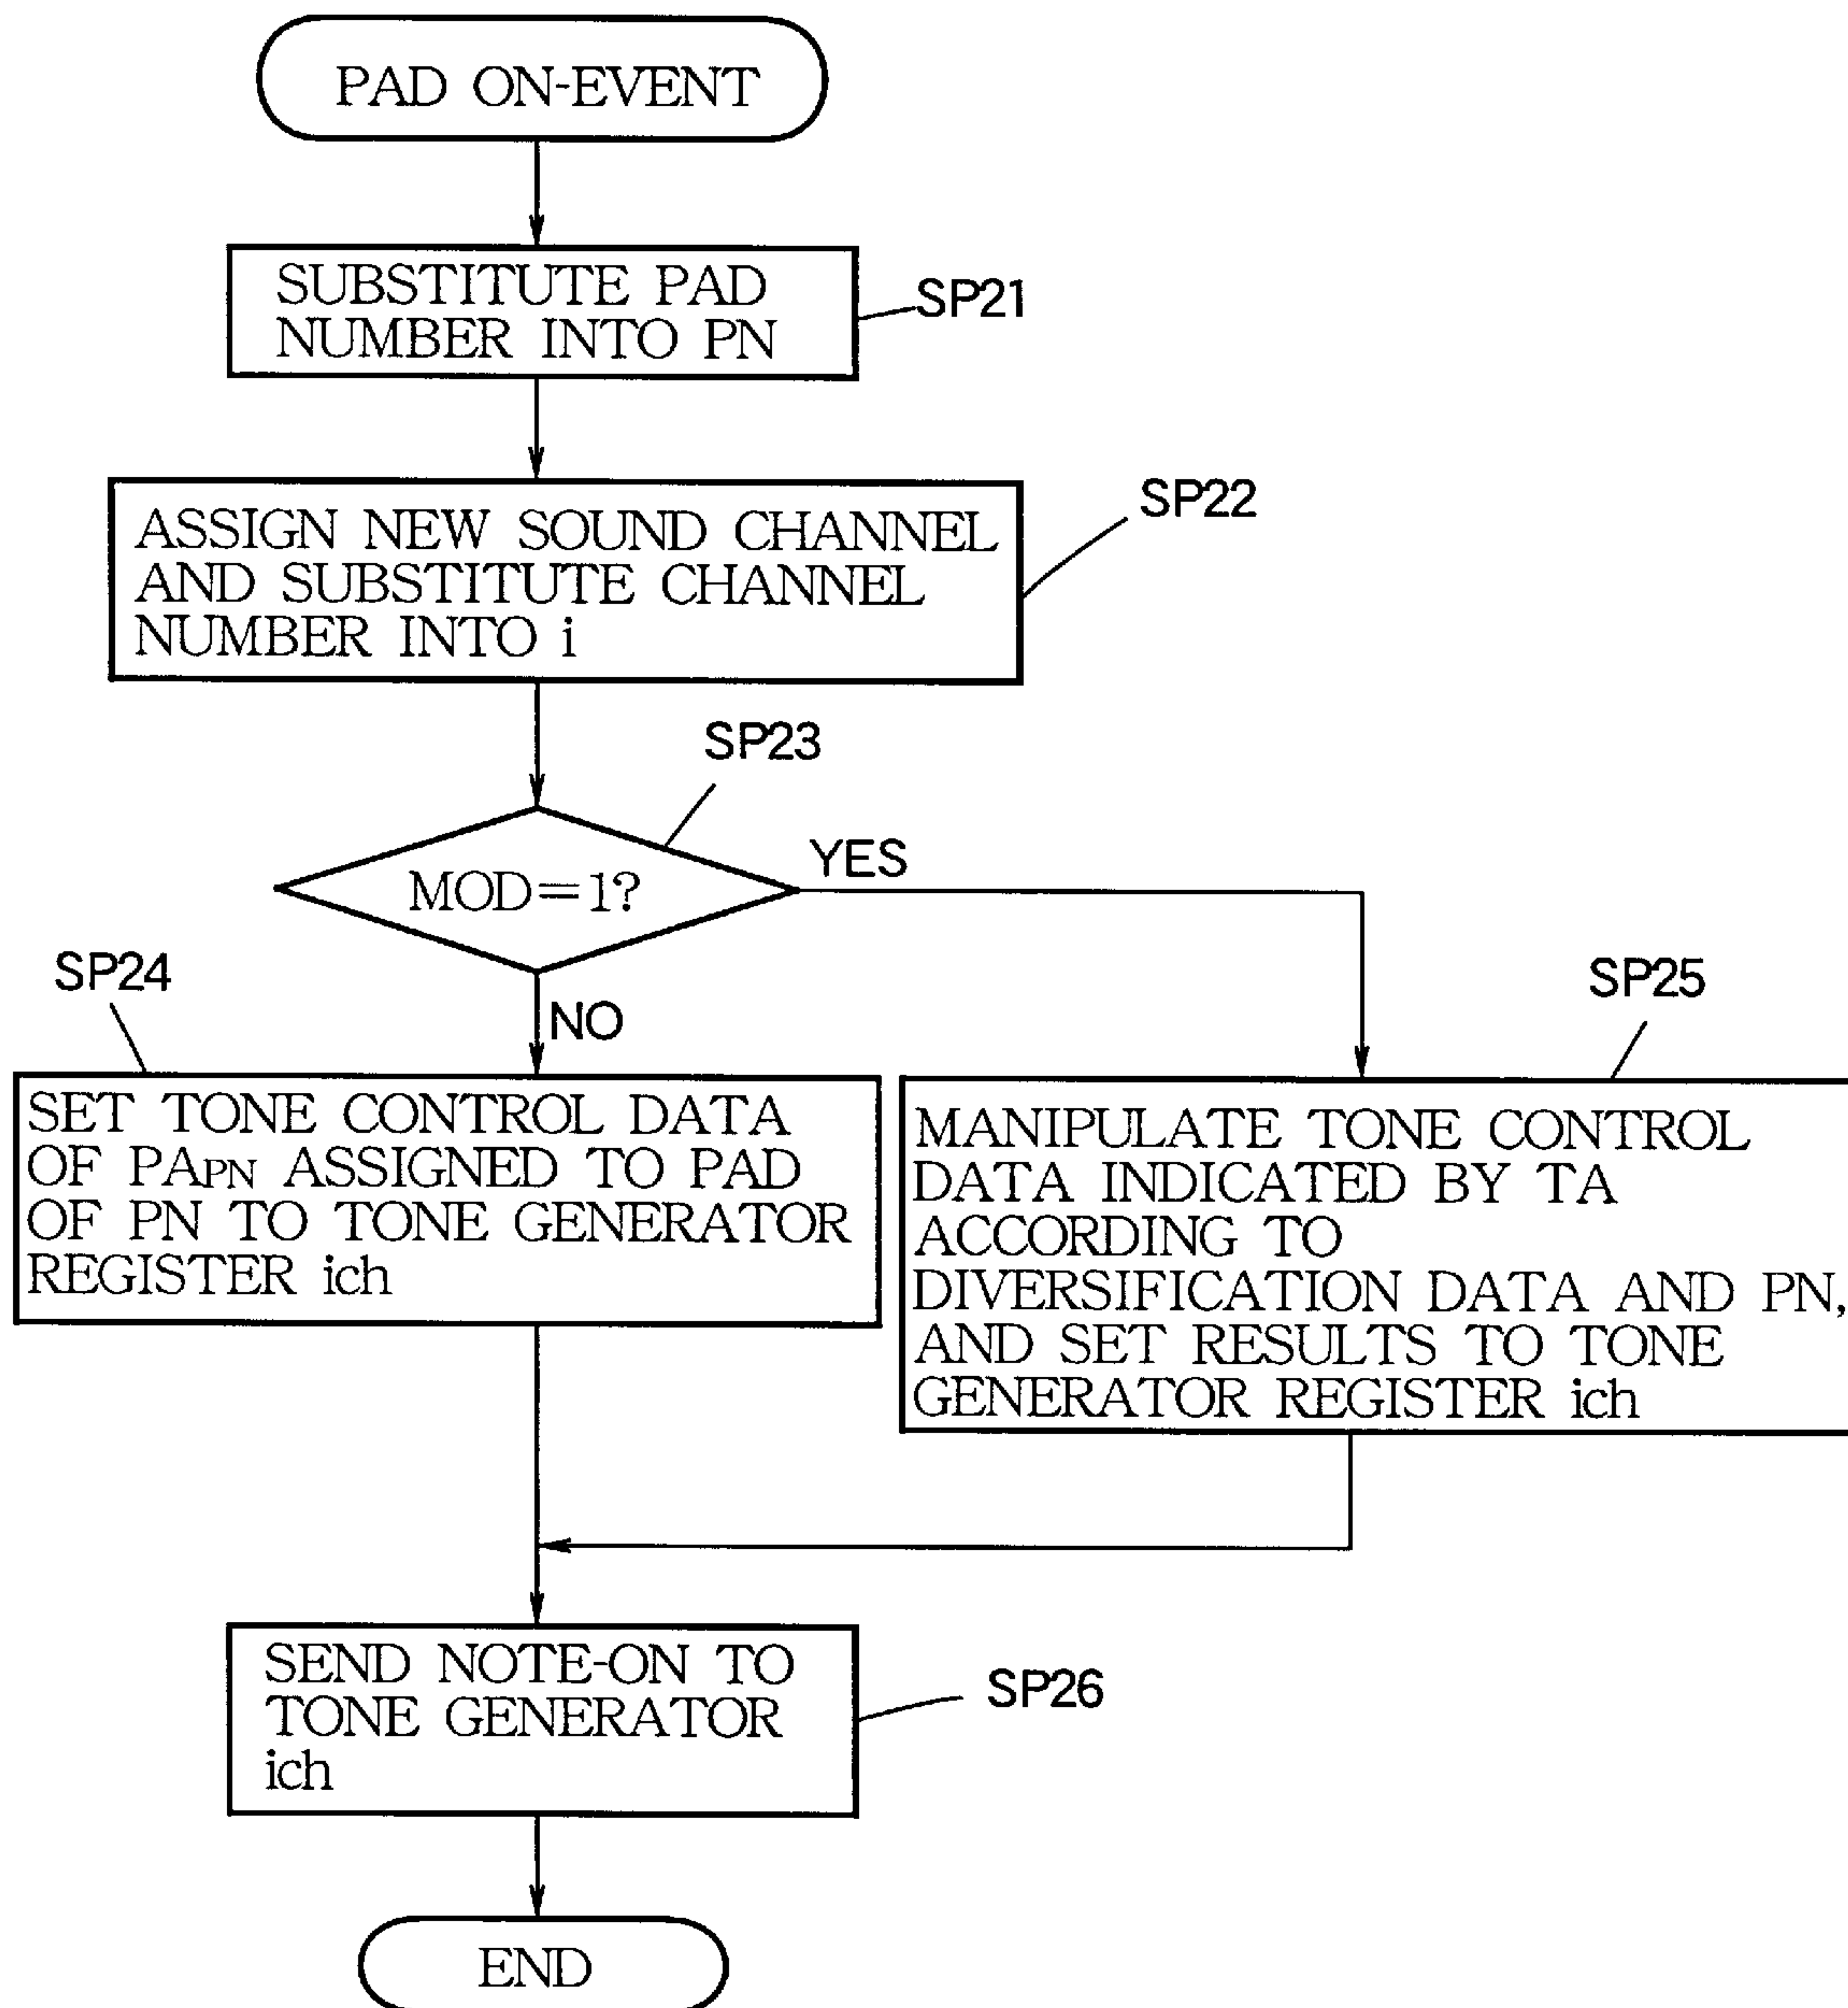 PAD ON-EVENT
SUBSTITUTE PAD
NUMBER INTO PN
SP21
ASSIGN NEW SOUND CHANNEL
AND SUBSTITUTE CHANNEL
NUMBER INTO i
SP22
SP23
MOD=1?
YES
NO
SP24
SET TONE CONTROL DATA
OF PAPN ASSIGNED TO PAD
OF PN TO TONE GENERATOR
REGISTER ich
SP25
MANIPULATE TONE CONTROL
DATA INDICATED BY TA
ACCORDING TO
DIVERSIFICATION DATA AND PN,
AND SET RESULTS TO TONE
GENERATOR REGISTER ich
SEND NOTE-ON TO
TONE GENERATOR
ich
SP26
END